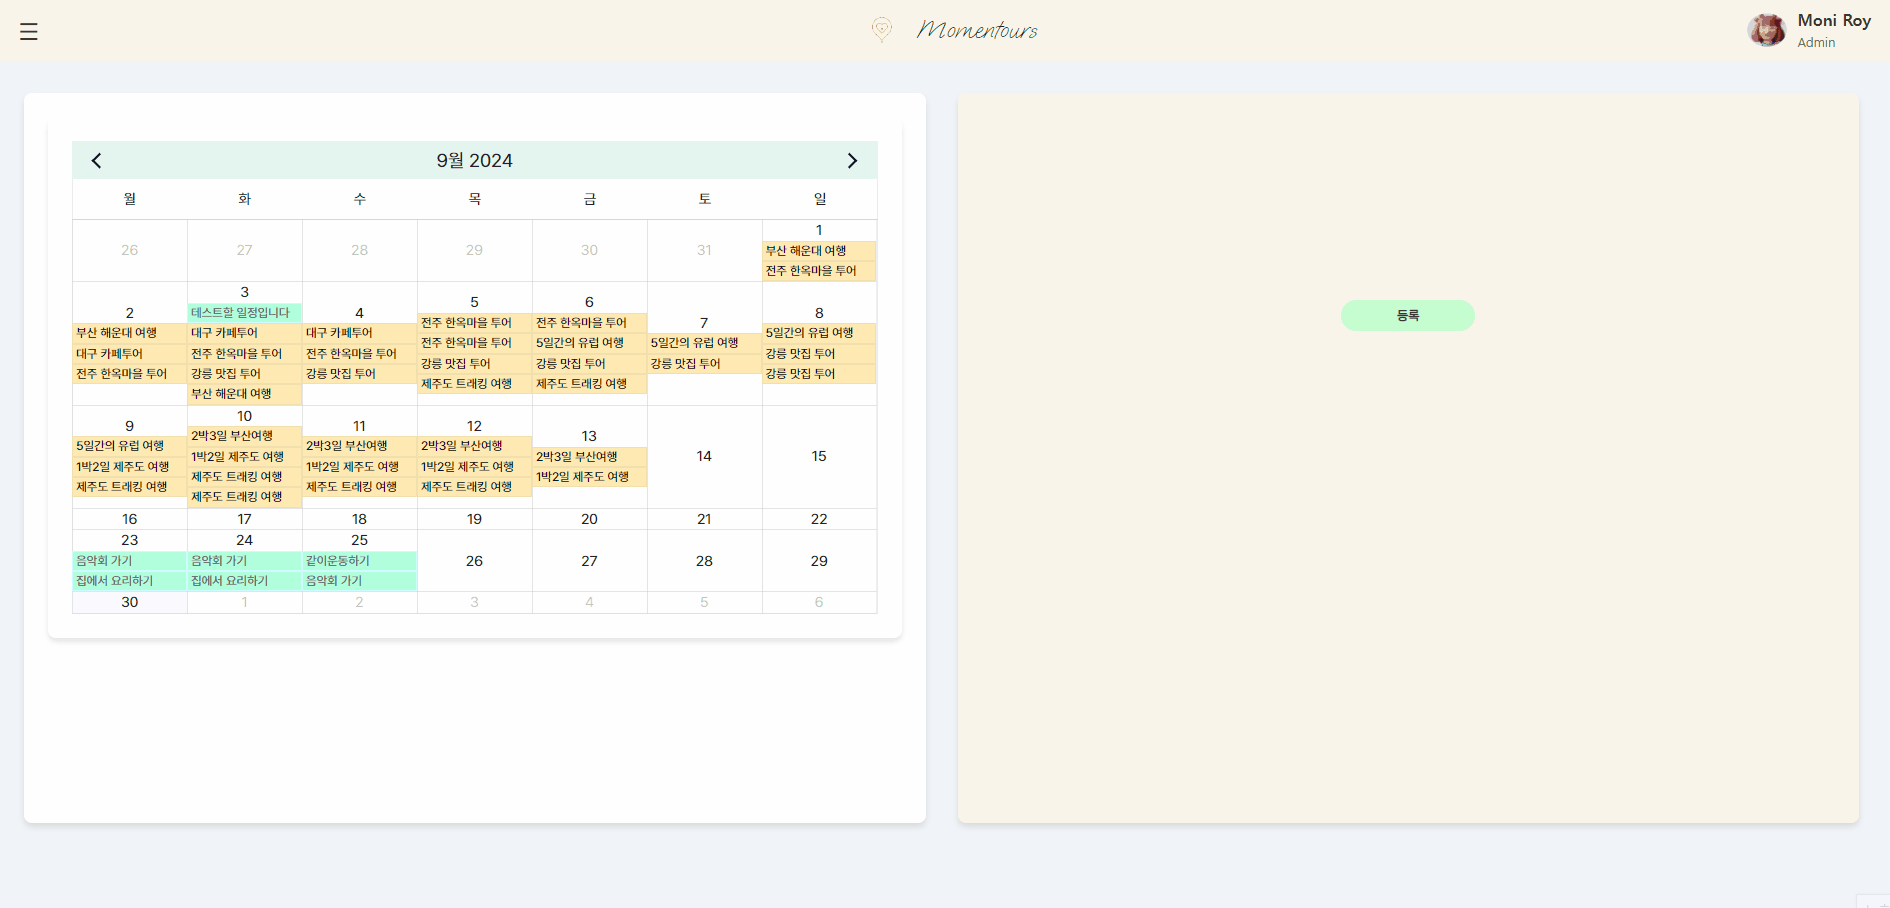 Momentours
Moni Roy
Admin
9월 2024
월 화 수 목 금 토 일
26 27 28 29 30 31 1
부산 해운대 여행
전주 한옥마을 투어
2
부산 해운대 여행
대구 카페투어
전주 한옥마을 투어
3
테스트할 일정입니다
대구 카페투어
전주 한옥마을 투어
강릉 맛집 투어
부산 해운대 여행
4
대구 카페투어
전주 한옥마을 투어
강릉 맛집 투어
5
전주 한옥마을 투어
전주 한옥마을 투어
강릉 맛집 투어
제주도 트래킹 여행
6
전주 한옥마을 투어
5일간의 유럽 여행
강릉 맛집 투어
제주도 트래킹 여행
7
5일간의 유럽 여행
강릉 맛집 투어
8
5일간의 유럽 여행
강릉 맛집 투어
강릉 맛집 투어
9
5일간의 유럽 여행
1박2일 제주도 여행
제주도 트래킹 여행
10
2박3일 부산여행
1박2일 제주도 여행
제주도 트래킹 여행
제주도 트래킹 여행
11
2박3일 부산여행
1박2일 제주도 여행
제주도 트래킹 여행
12
2박3일 부산여행
1박2일 제주도 여행
제주도 트래킹 여행
13
2박3일 부산여행
1박2일 제주도 여행
14
15
16 17 18 19 20 21 22
23
음악회 가기
집에서 요리하기
24
음악회 가기
집에서 요리하기
25
같이운동하기
음악회 가기
26 27 28 29
30 1 2 3 4 5 6
등록